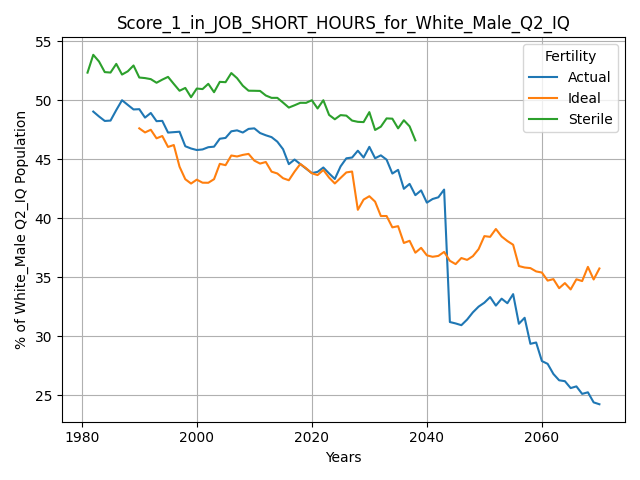 Score_1_in_JOB_SHORT_HOURS_for_White_Male_Q2_IQ
Fertility
Actual
Ideal
Sterile
% of White_Male Q2_IQ Population
55
50
45
40
35
30
25
1980
2000
2020
2040
2060
Years